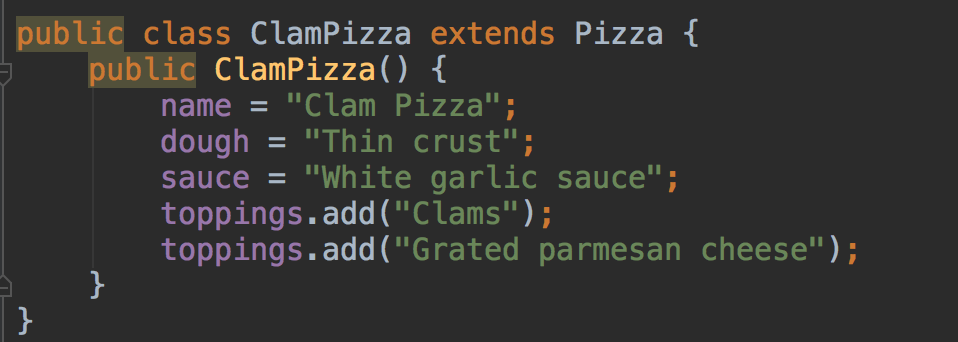 public class ClamPizza extends Pizza {
    public ClamPizza() {
        name = "Clam Pizza";
        dough = "Thin crust";
        sauce = "White garlic sauce";
        toppings.add("Clams");
        toppings.add("Grated parmesan cheese");
    }
}